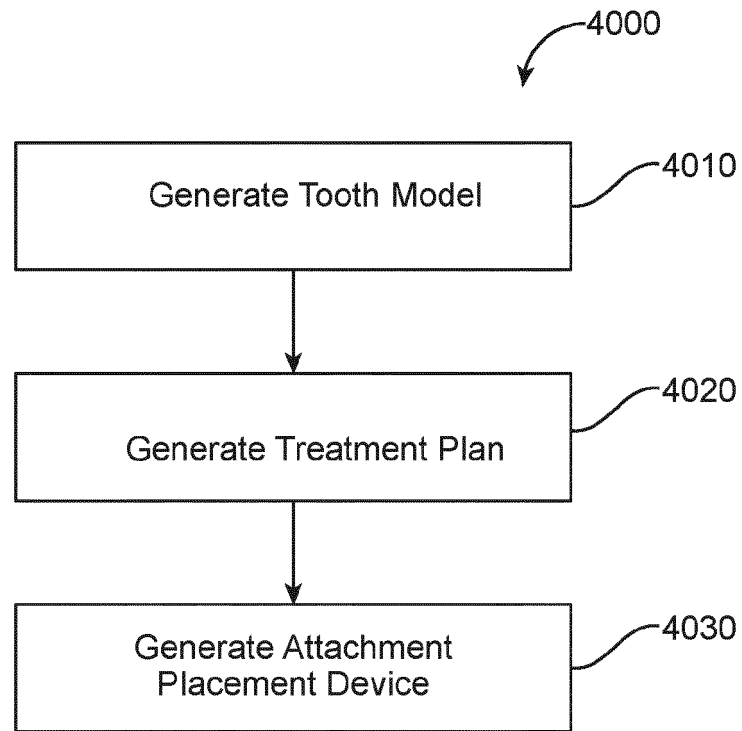 4000
Generate Tooth Model
4010
Generate Treatment Plan
4020
Generate Attachment
Placement Device
4030